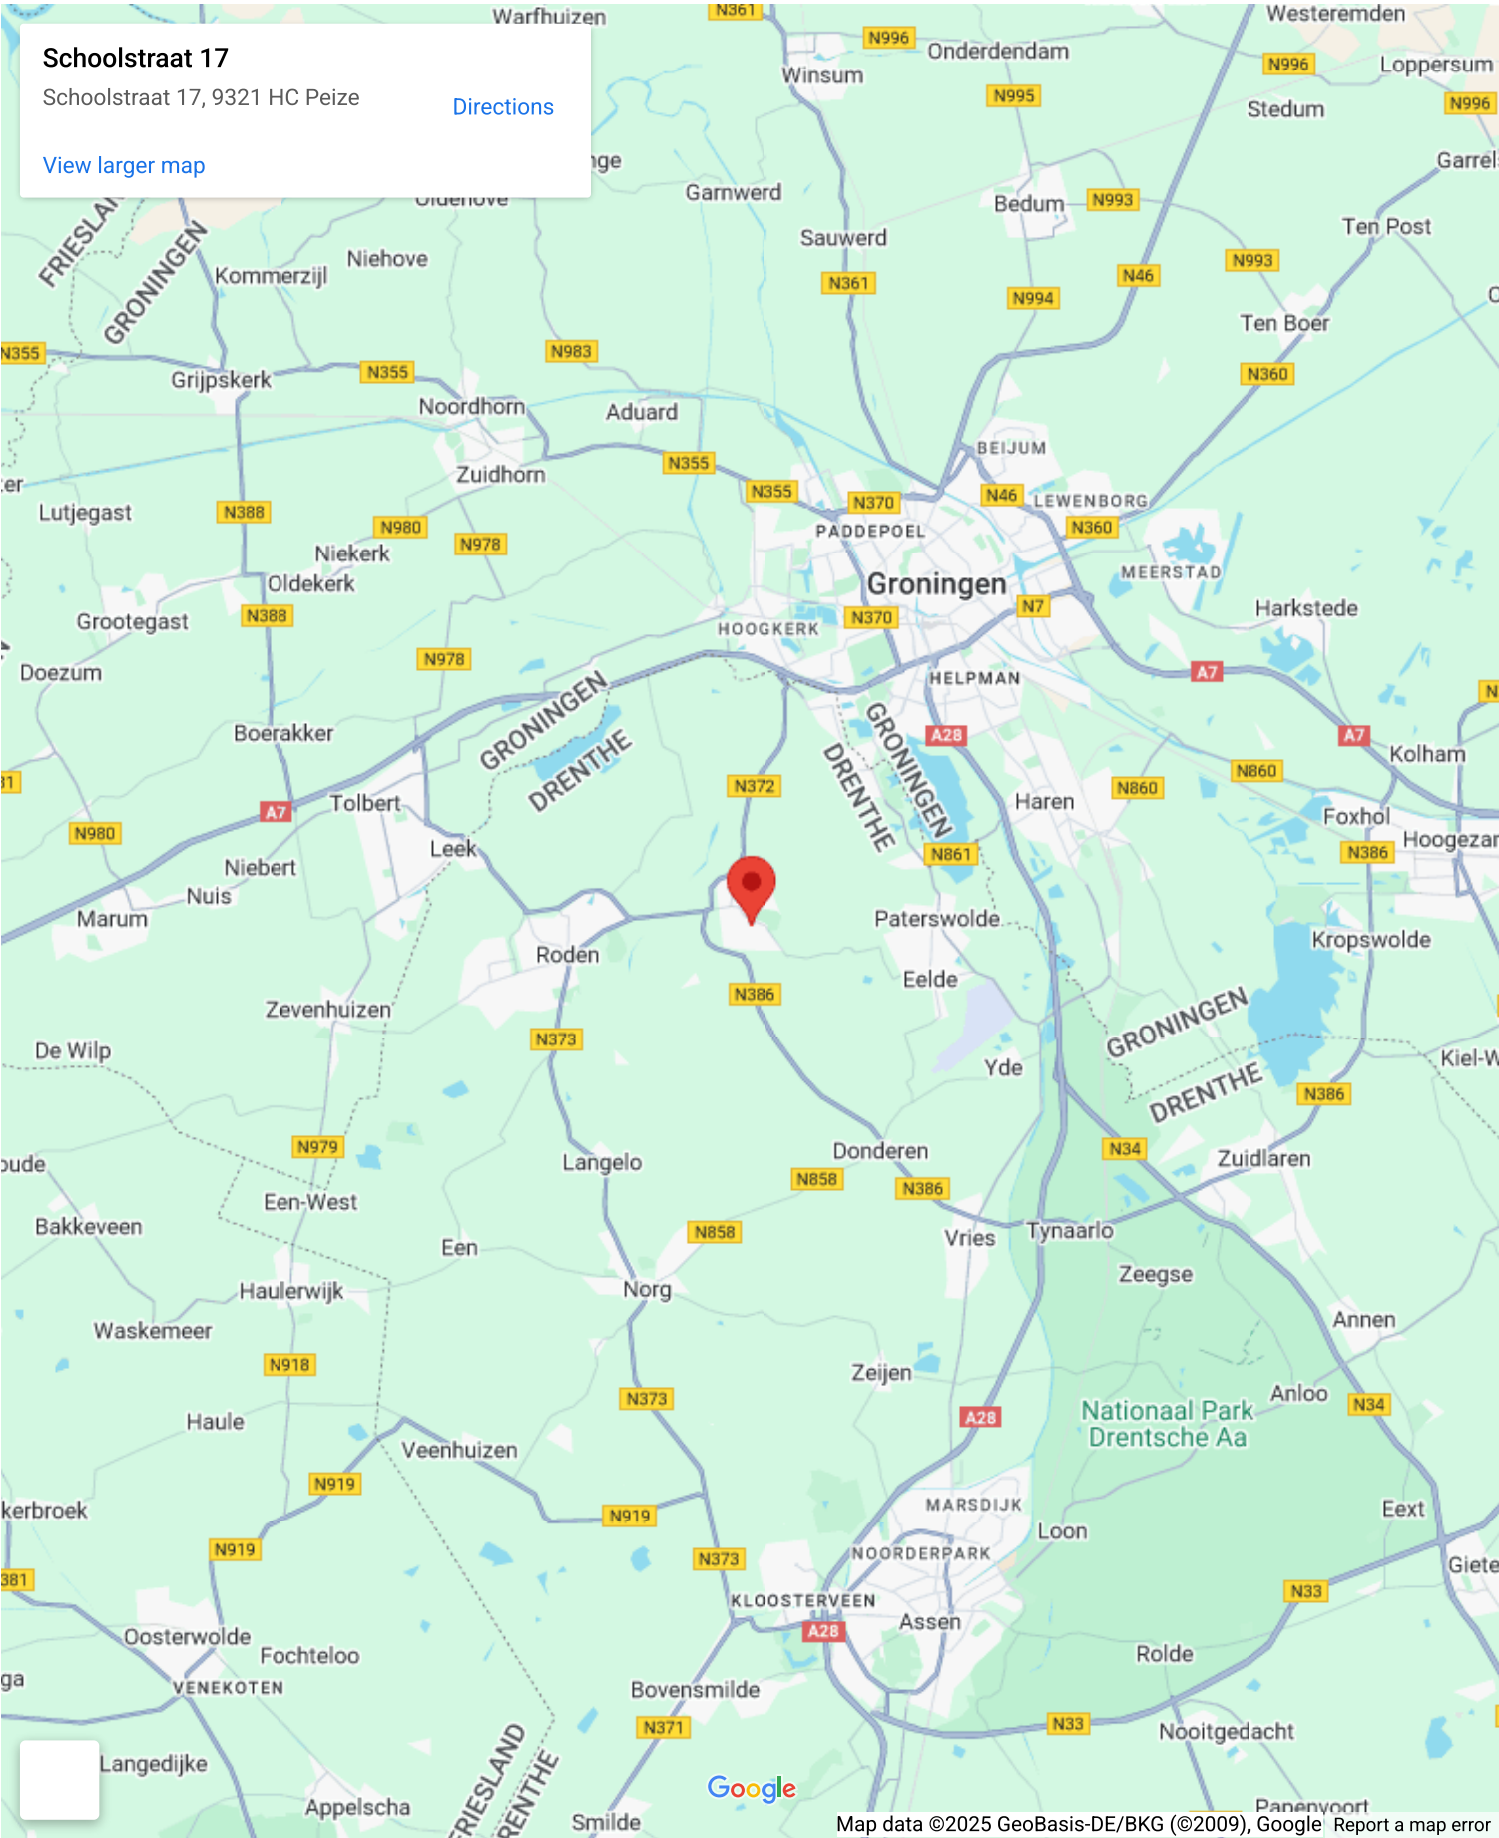 Schoolstraat 17
Schoolstraat 17, 9321 HC Peize
Directions
View larger map
Warfhuizen
N361
N996
Onderdendam
Westeremden
Winsum
N996
Loppersum
N995
Stedum
N996
Garnwerd
Bedum
N993
Oldehove
FRIESLAN
GRONINGEN
Sauwerd
Ten Post
Niehove
Kommerzijl
N361
N46
N993
N994
N355
N983
Ten Boer
Grijpskerk
N355
N360
Noordhorn
Aduard
BEIJUM
Zuidhorn
N355
N355
N370
N46
LEWENBORG
Lutjegast
N388
N980
N978
PADDEPOEL
N360
Niekerk
Oldekerk
Groningen
MEERSTAD
Grootegast
N388
N370
N7
Harkstede
HOOGKERK
Doezum
N978
HELPMAN
A7
GRONINGEN
DRENTHE
GRONINGEN
DRENTHE
Boerakker
A28
A7
Kolham
N372
N860
N860
A7
Tolbert
Haren
Foxhol
N980
Leek
N861
N386
Niebert
Nuis
Marum
Paterswolde
Kropswolde
Roden
Eelde
N386
Zevenhuizen
GRONINGEN
DRENTHE
N373
De Wilp
Yde
N386
N979
Donderen
N34
Langelo
Zuidlaren
N858
N386
Een-West
Bakkeveen
N858
Vries
Tynaarlo
Een
Zeegse
Haulerwijk
Norg
Annen
Waskemeer
N918
Zeijen
N373
Anloo
N34
Haule
A28
Nationaal Park
Drentsche Aa
Veenhuizen
N919
N919
MARSDIJK
Eext
Loon
N919
N373
NOORDERPARK
381
N33
KLOOSTERVEEN
Assen
A28
Oosterwolde
Fochteloo
Rolde
VENEKOTEN
Bovensmilde
N371
N33
Nooitgedacht
FRIESLAND
Langedijke
Appelscha
Google
Smilde
Papenvoort
Map data ©2025 GeoBasis-DE/BKG (©2009), Google
Report a map error